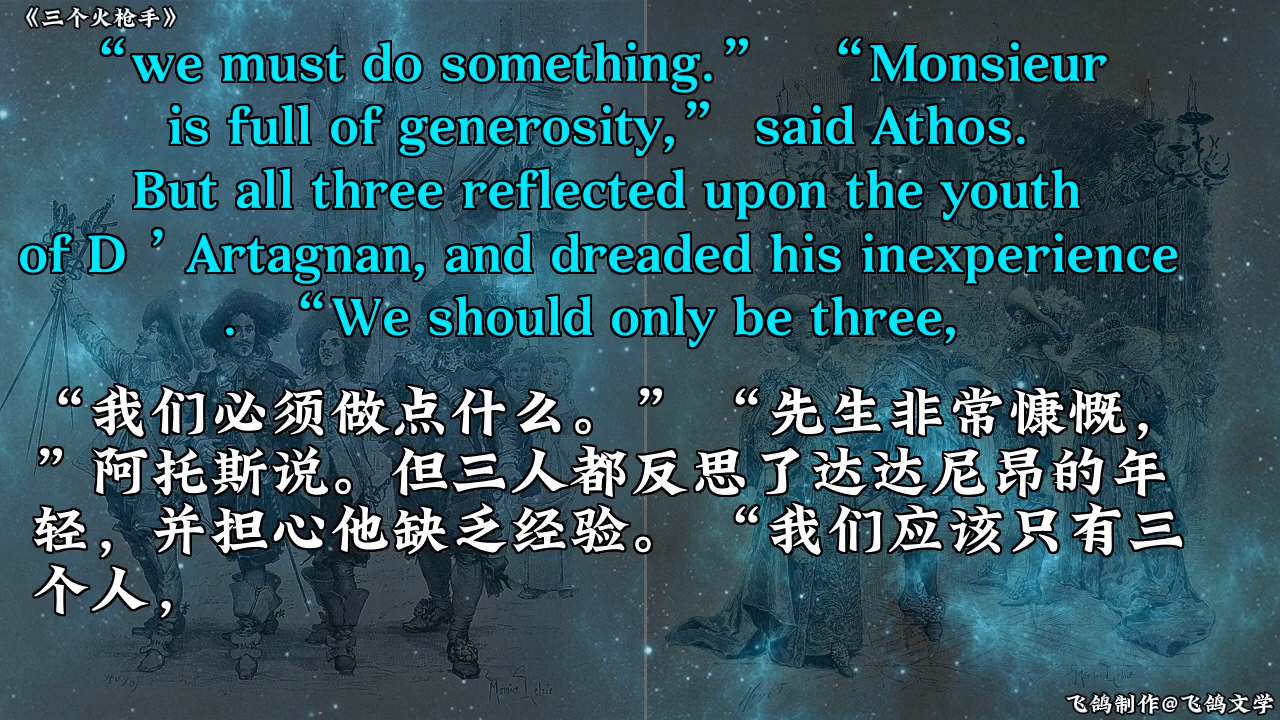 《三个火枪手》
“we must do something.” “Monsieur
is full of generosity,” said Athos.
But all three reflected upon the youth
of D ’ Artagnan, and dreaded his inexperience
. “We should only be three,
“我们必须做点什么。” “先生非常慷慨，
”阿托斯说。但三人都反思了达达尼昂的年
轻，并担心他缺乏经验。 “我们应该只有三
个人，
飞鸽制作@飞鸽文学